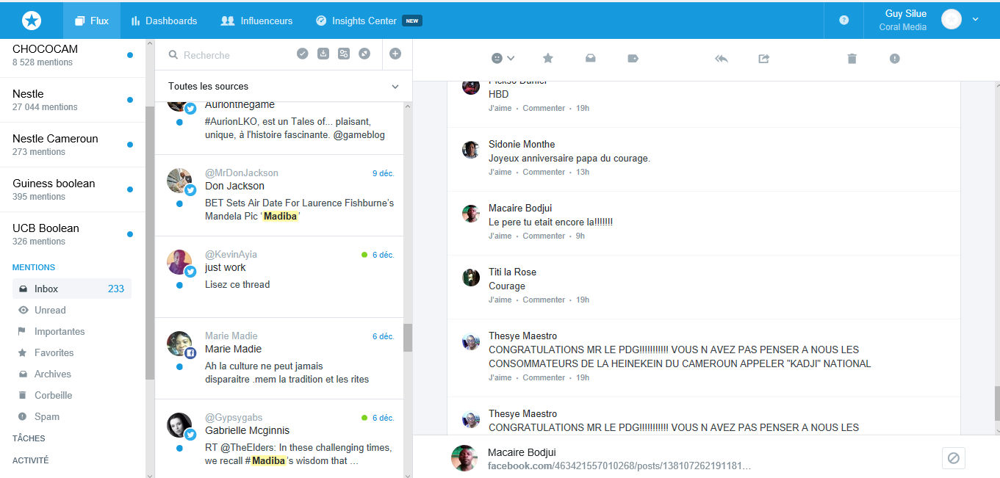 Flux
Dashboards
Influenceurs
Insights Center NEW
?
Guy Silue
Coral Media
CHOCOCAM
8 528 mentions
Nestle
27 044 mentions
Nestle Cameroun
273 mentions
Guiness boolean
395 mentions
UCB Boolean
326 mentions
MENTIONS
Inbox 233
Unread
Importantes
Favorites
Archives
Corbeille
Spam
TÂCHES
ACTIVITÉ
Recherche
Toutes les sources
Aurionthegame
#AurionLKO, est un Tales of... plaisant,
unique, à l'histoire fascinante. @gameblog
@MrDonJackson 9 déc.
Don Jackson
BET Sets Air Date For Laurence Fishburne's
Mandela Pic ‘Madiba’
@KevinAyia 6 déc.
just work
Lisez ce thread
Marie Madie 6 déc.
Marie Madie
Ah la culture ne peut jamais
disparaitre .mem la tradition et les rites
@Gypsygabs 6 déc.
Gabrielle Mcginnis
RT @TheElders: In these challenging times,
we recall #Madiba's wisdom that …
HBD
J'aime · Commenter · 19h
Sidonie Monthe
Joyeux anniversaire papa du courage.
J'aime · Commenter · 13h
Macaire Bodjui
Le pere tu etait encore la!!!!!!!
J'aime · Commenter · 9h
Titi la Rose
Courage
J'aime · Commenter · 19h
Thesye Maestro
CONGRATULATIONS MR LE PDG!!!!!!!!!!! VOUS N AVEZ PAS PENSER A NOUS LES
CONSOMMATEURS DE LA HEINEKEIN DU CAMEROUN APPELER "KADJI" NATIONAL
J'aime · Commenter · 19h
Thesye Maestro
CONGRATULATIONS MR LE PDG!!!!!!!!!!! VOUS N AVEZ PAS PENSER A NOUS LES
Macaire Bodjui
facebook.com/463421557010268/posts/138107262191181…